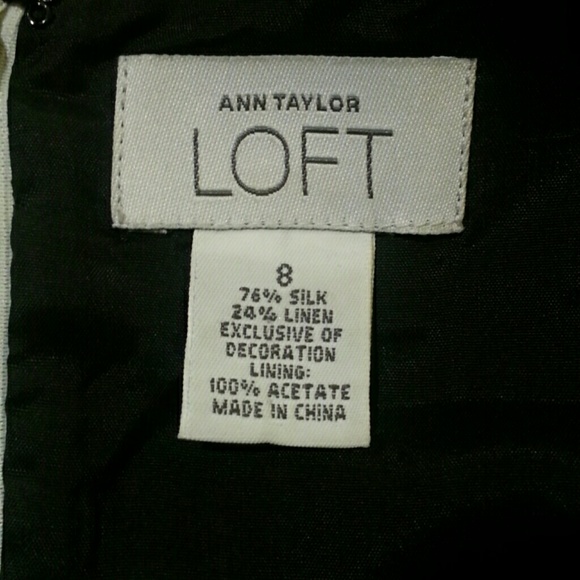 ANN TAYLOR
LOFT
8
76% SILK
24% LINEN
EXCLUSIVE OF
DECORATION
LINING:
100% ACETATE
MADE IN CHINA